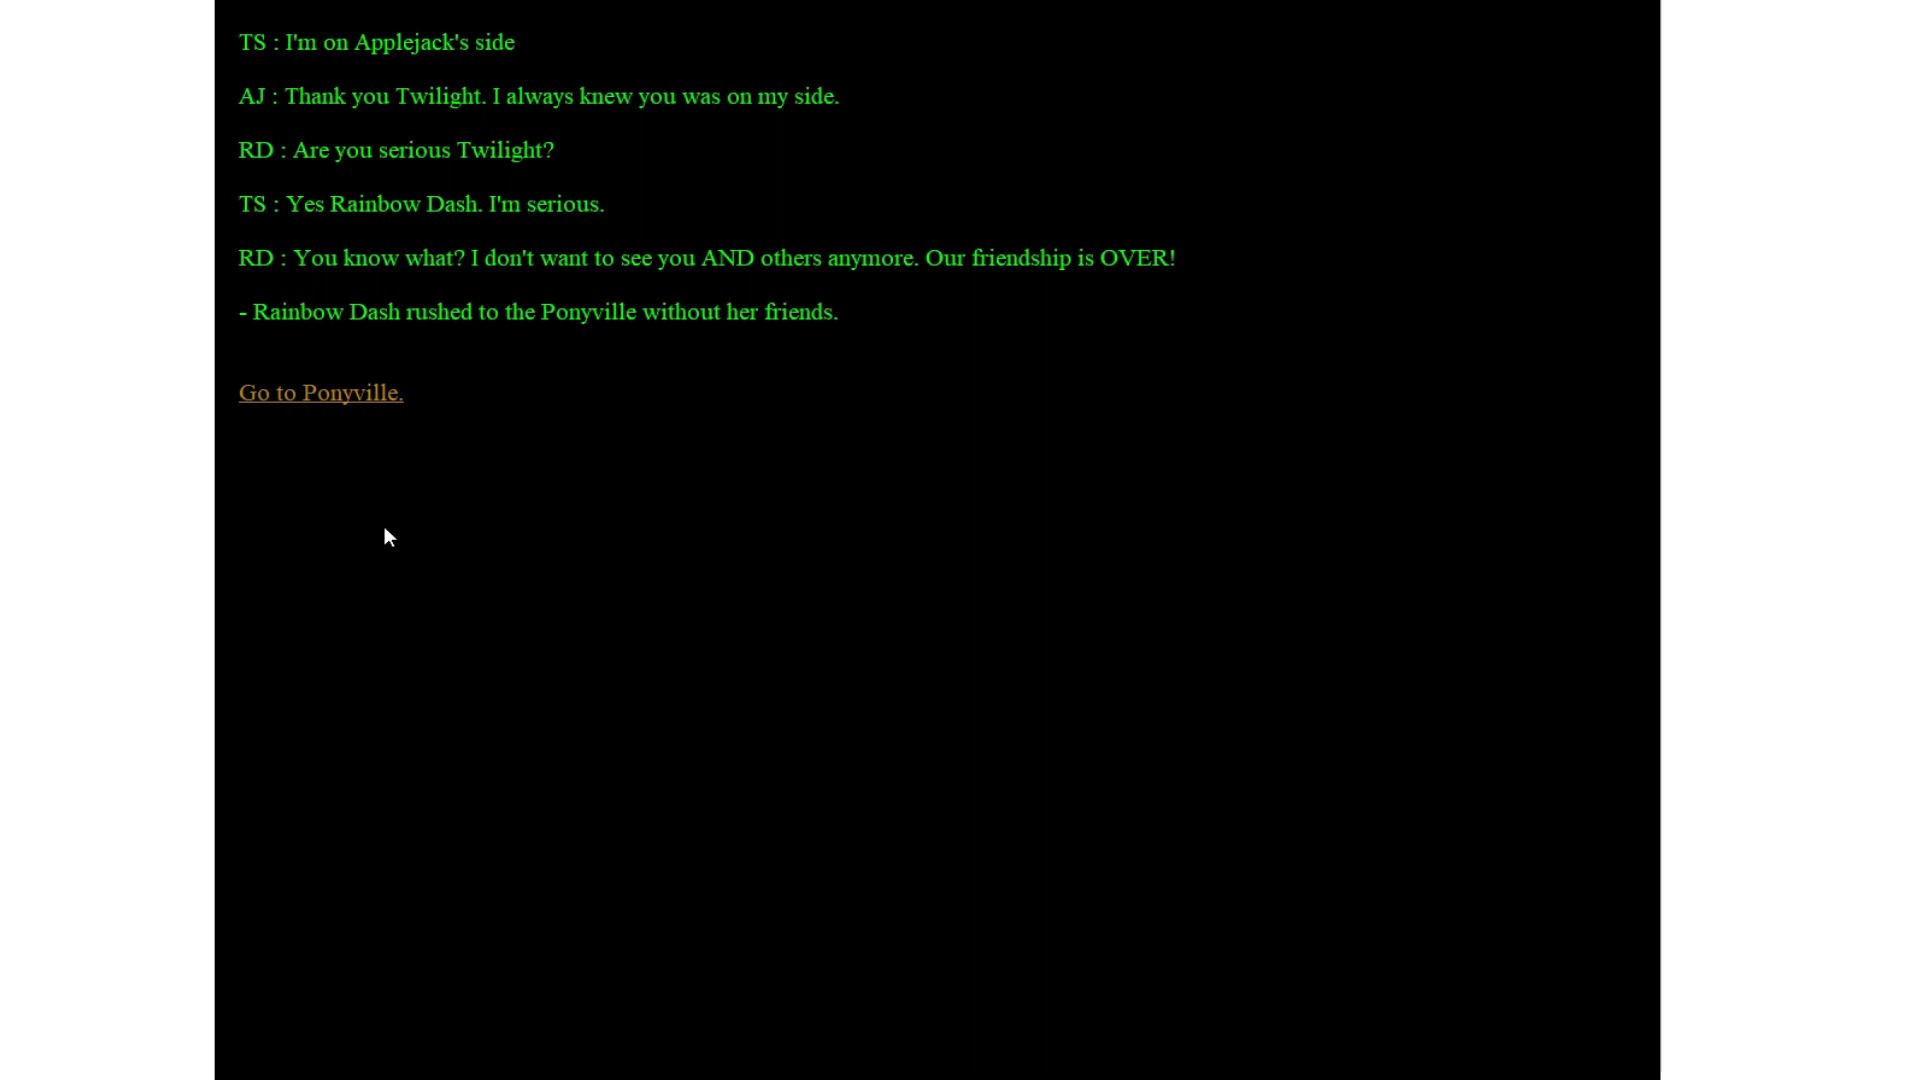 TS : I'm on Applejack's side
AJ : Thank you Twilight. I always knew you was on my side.
RD : Are you serious Twilight?
TS : Yes Rainbow Dash. I'm serious.
RD : You know what? I don't want to see you AND others anymore. Our friendship is OVER!
- Rainbow Dash rushed to the Ponyville without her friends.
Go to Ponyville.